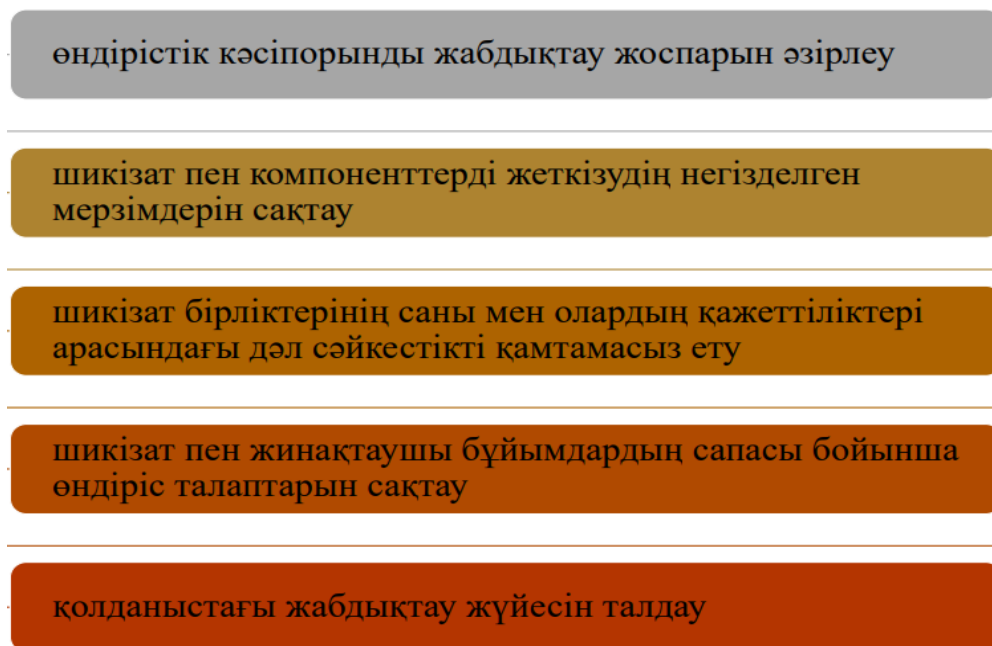 өндірістік кәсіпорынды жабдықтау жоспарын әзірлеу
шикізат пен компоненттерді жеткізудің негізделген
мерзімдерін сақтау
шикізат бірліктерінің саны мен олардың қажеттіліктері
арасындағы дәл сәйкестікті қамтамасыз ету
шикізат пен жинақтаушы бұйымдардың сапасы бойынша
өндіріс талаптарын сақтау
қолданыстағы жабдықтау жүйесін талдау